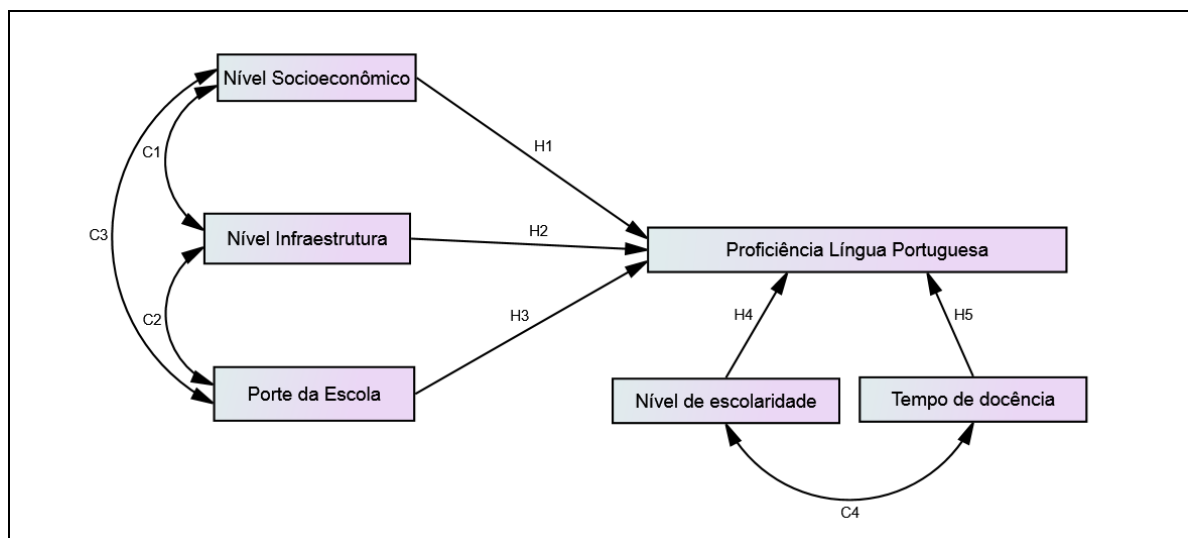 Nível Socioeconômico
C1
H1
C3
Nível Infraestrutura
H2
Proficiência Língua Portuguesa
C2
H3
H4
H5
Porte da Escola
Nível de escolaridade
Tempo de docência
C4